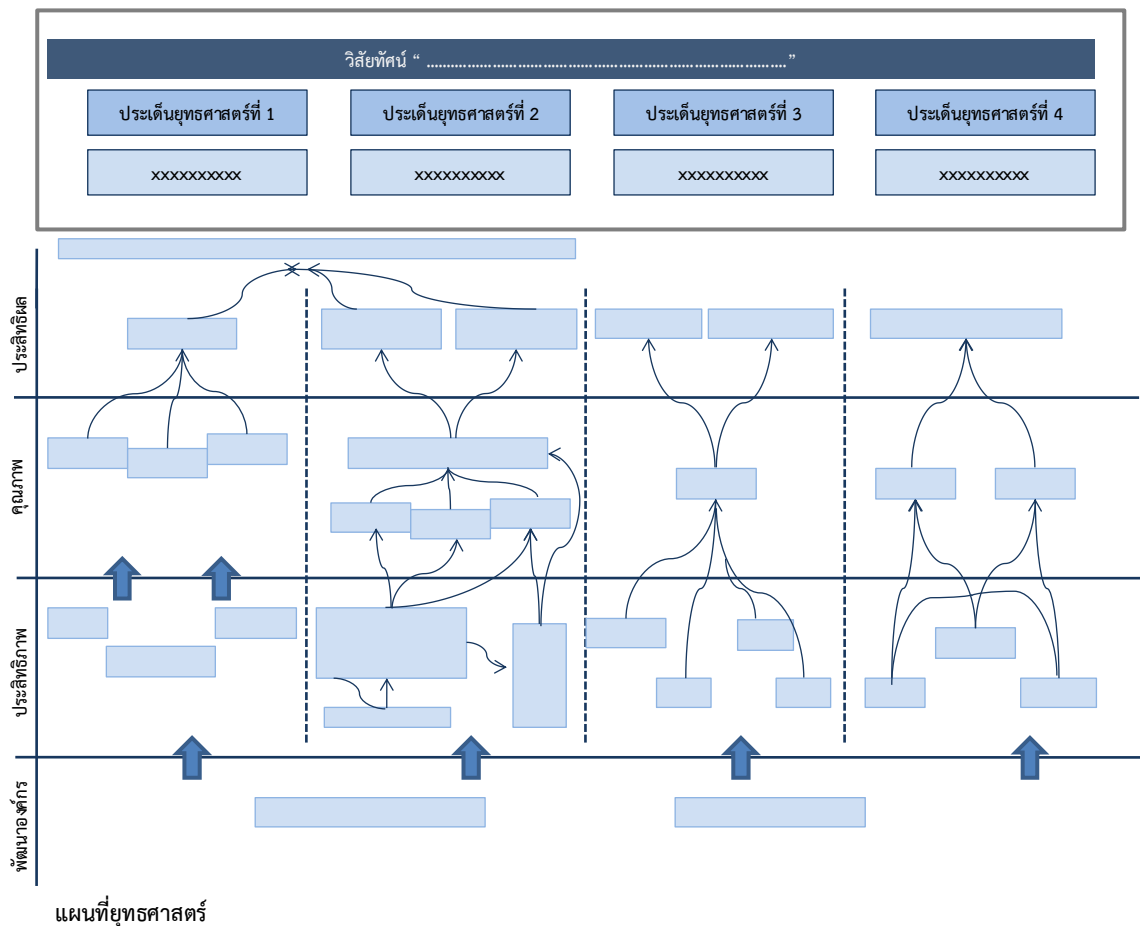 วิสัยทัศน์ “ ....................................................................................... ”
ประเด็นยุทธศาสตร์ที่ 1
ประเด็นยุทธศาสตร์ที่ 2
ประเด็นยุทธศาสตร์ที่ 3
ประเด็นยุทธศาสตร์ที่ 4
xxxxxxxxxx
xxxxxxxxxx
xxxxxxxxxx
xxxxxxxxxx
ประสิทธิผล
คุณภาพ
ประสิทธิภาพ
พัฒนาองค์กร
แผนที่ยุทธศาสตร์